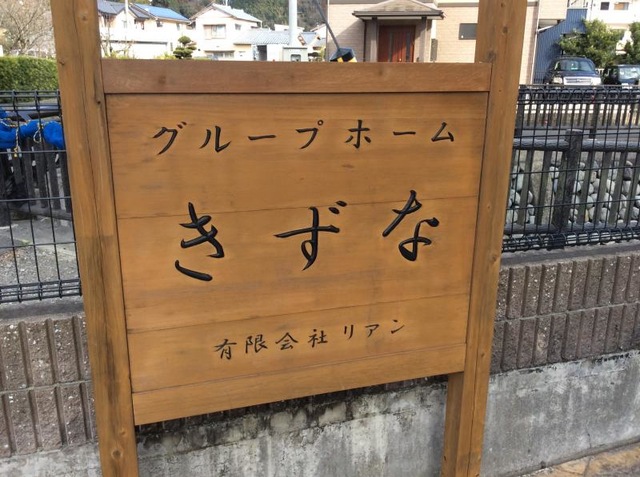 グループホーム
きずな
有限会社リアン